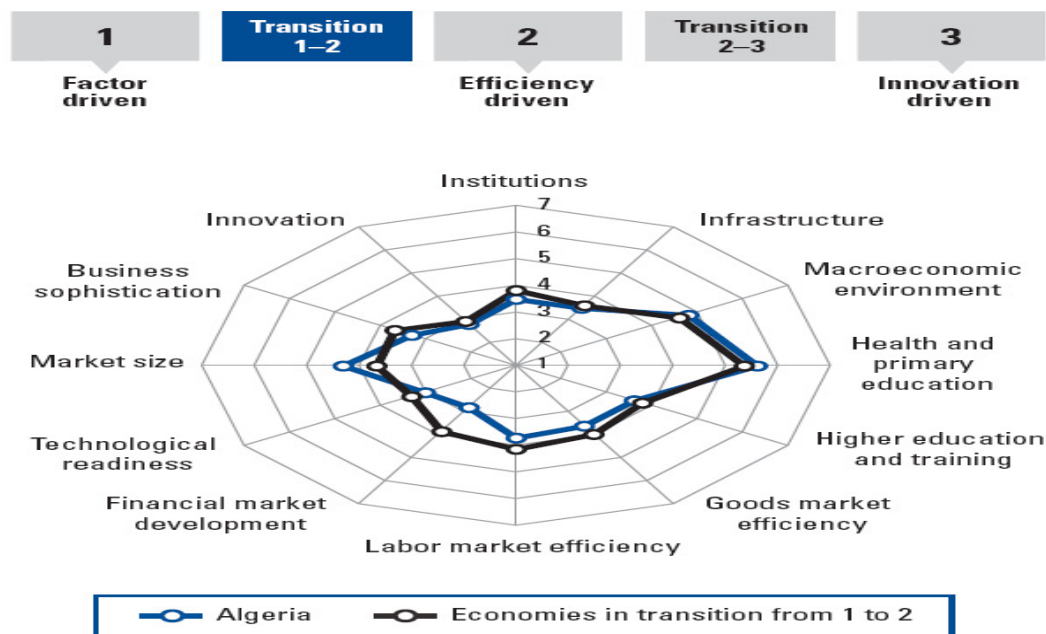 1
Transition
1–2
2
Transition
2–3
3
Factor
driven
Efficiency
driven
Innovation
driven
Institutions
7
6
5
4
3
2
1
Infrastructure
Macroeconomic
environment
Health and
primary
education
Higher education
and training
Goods market
efficiency
Labor market efficiency
Financial market
development
Technological
readiness
Market size
Business
sophistication
Innovation
Algeria
Economies in transition from 1 to 2